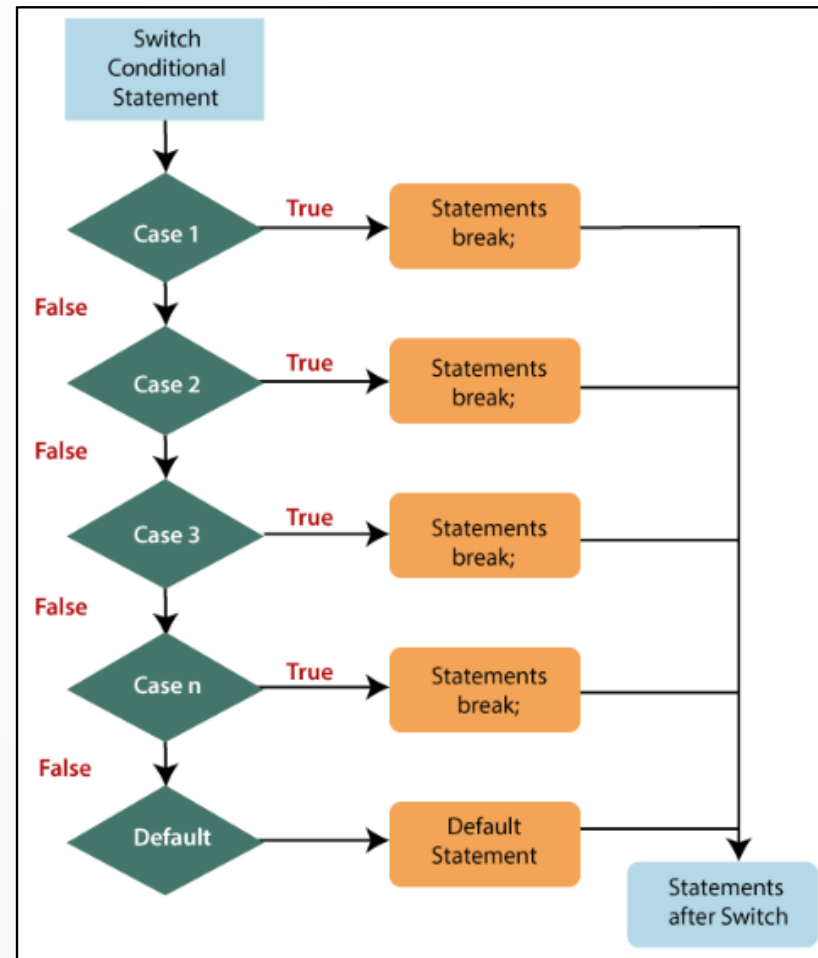 Switch
Conditional
Statement
Case 1
True
Statements
break;
False
Case 2
True
Statements
break;
False
Case 3
True
Statements
break;
False
Case n
True
Statements
break;
False
Default
Default
Statement
Statements
after Switch